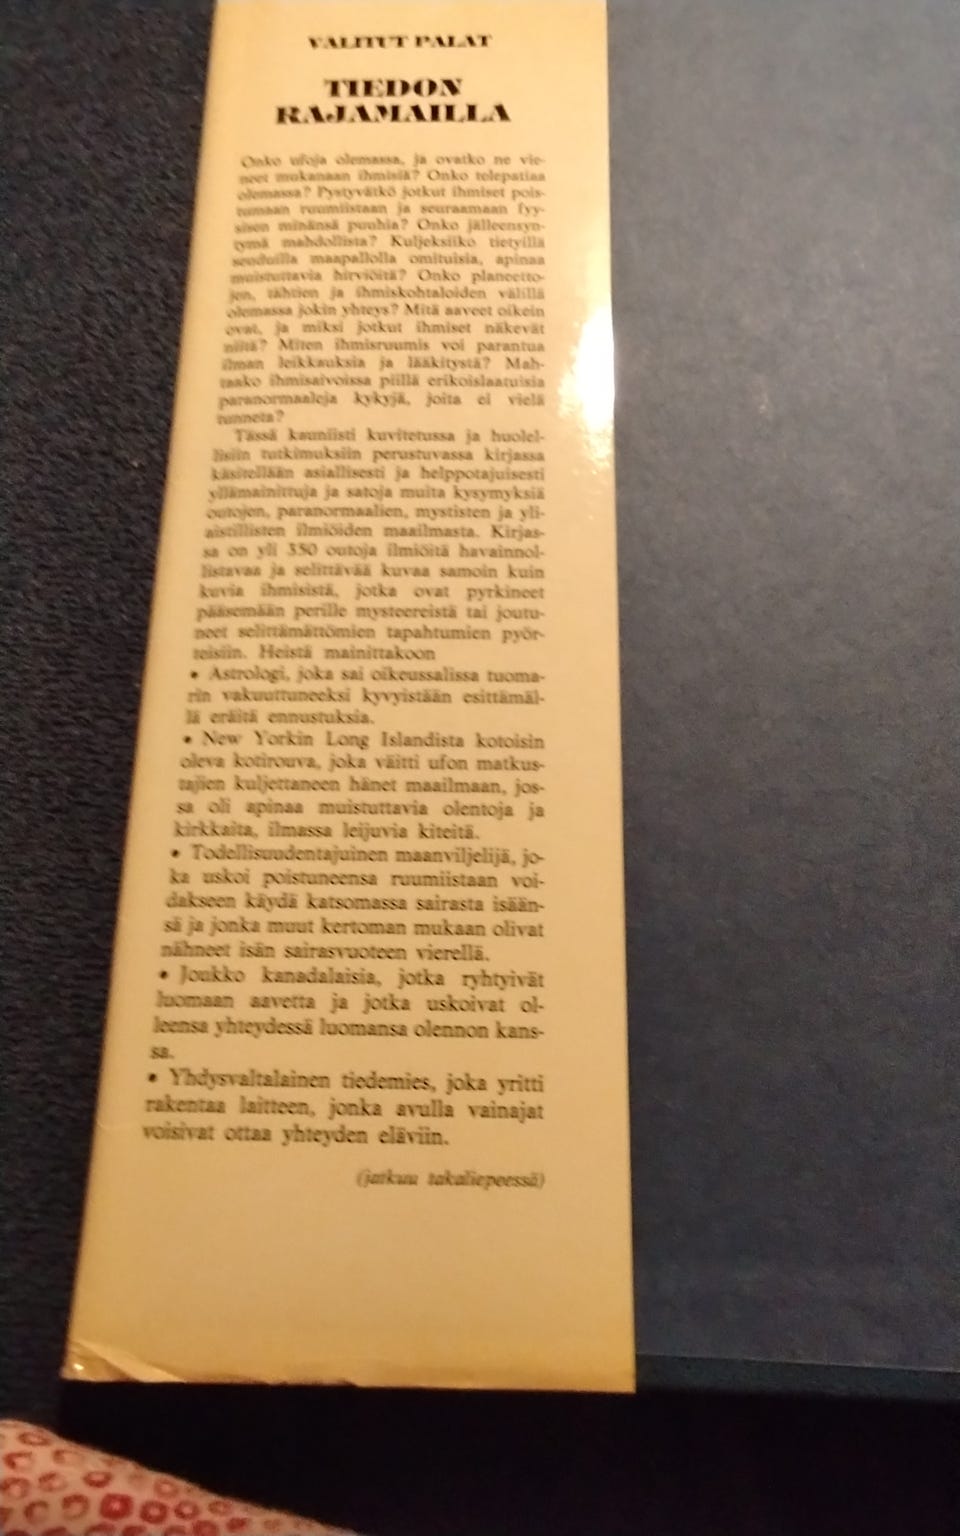 VALITUT PALAT
TIEDON
RAJAMAILLA
Onko ufoja olemassa, ja ovatko ne vie-
neet mukanaan ihmisiä? Onko telepatiaa
olemassa? Pystyvätkö jotkut ihmiset pois-
tumaan ruumiistaan ja seuraamaan fyy-
sisen minänsä puuhia? Onko jälleensyn-
tymä mahdollista? Kuljeksiiko tietyillä
seuduilla maapallolla omituisia, apinaa
muistuttavia hirviöitä? Onko planeetto-
jen, tähtien ja ihmiskohtaloiden välillä
olemassa jokin yhteys? Mitä aaveet oikein
ovat, ja miksi jotkut ihmiset näkevät
niitä? Miten ihmisruumis voi parantua
ilman leikkauksia ja lääkitystä? Mah-
taako ihmisaivoissa piillä erikoislaatuisia
paranormaaleja kykyjä, joita ei vielä
tunneta?
Tässä kauniisti kuvitetussa ja huolel-
lisiin tutkimuksiin perustuvassa kirjassa
käsitellään asiallisesti ja helppotajuisesti
yllämainittuja ja satoja muita kysymyksiä
outojen, paranormaalien, mystisten ja yli-
aistillisten ilmiöiden maailmasta. Kirjas-
sa on yli 350 outoja ilmiöitä havainnol-
listavaa ja selittävää kuvaa samoin kuin
kuvia ihmisistä, jotka ovat pyrkineet
pääsemään perille mysteereistä tai joutu-
neet selittämättömien tapahtumien pyör-
teisiin. Heistä mainittakoon
• Astrologi, joka sai oikeussalissa tuoma-
rin vakuuttuneeksi kyvyistään esittämäl-
lä eräitä ennustuksia.
• New Yorkin Long Islandista kotoisin
oleva kotirouva, joka väitti ufon matkus-
tajien kuljettaneen hänet maailmaan, jos-
sa oli apinaa muistuttavia olentoja ja
kirkkaita, ilmassa leijuvia kiteitä.
• Todellisuudentajuinen maanviljelijä, jo-
ka uskoi poistuneensa ruumiistaan voi-
dakseen käydä katsomassa sairasta isään-
sä ja jonka muut kertoman mukaan olivat
nähneet isän sairasvuoteen vierellä.
• Joukko kanadalaisia, jotka ryhtyivät
luomaan aavetta ja jotka uskoivat ol-
leensa yhteydessä luomansa olennon kans-
sa.
• Yhdysvaltalainen tiedemies, joka yritti
rakentaa laitteen, jonka avulla vainajat
voisivat ottaa yhteyden eläviin.
(jatkuu takaliepeessä)